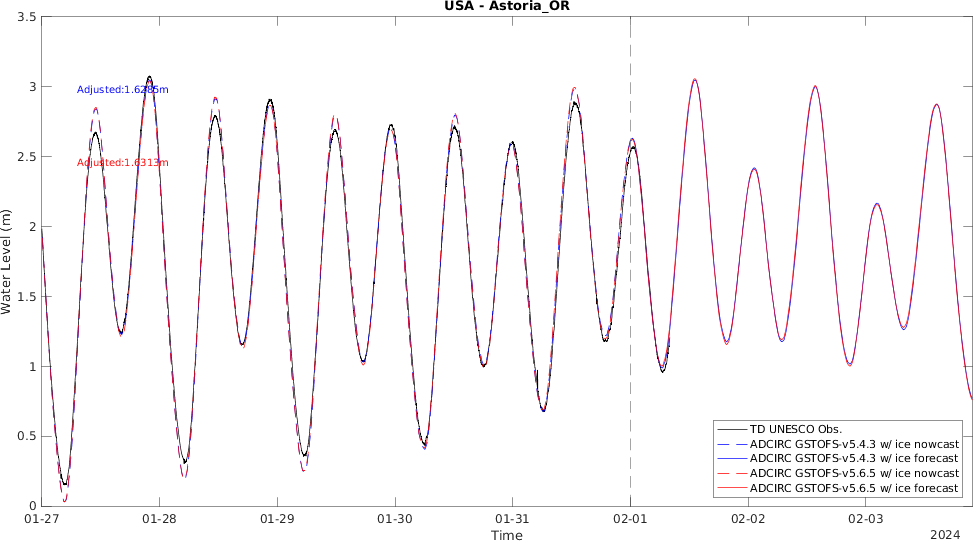 USA - Astoria_OR
3.5
3
2.5
2
1.5
1
0.5
0
Water Level (m)
Adjusted:1.6285m
Adjusted:1.6313m
TD UNESCO Obs.
ADCIRC GSTOFS-v5.4.3 w/ ice nowcast
ADCIRC GSTOFS-v5.4.3 w/ ice forecast
ADCIRC GSTOFS-v5.6.5 w/ ice nowcast
ADCIRC GSTOFS-v5.6.5 w/ ice forecast
01-27 01-28 01-29 01-30 01-31 02-01 02-02 02-03
Time
2024